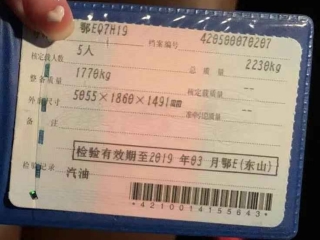 鄂EQ7H19 档案编号 420500070207
核定载人数 5人 总质量 2230kg
整备质量 1770kg 核定载质量 --
外廓尺寸 5055×1860×1491mm 准牵引总质量 --
备注
检验有效期至2019 年03 月鄂E(东山)
检验记录 汽油
*4210014155643*